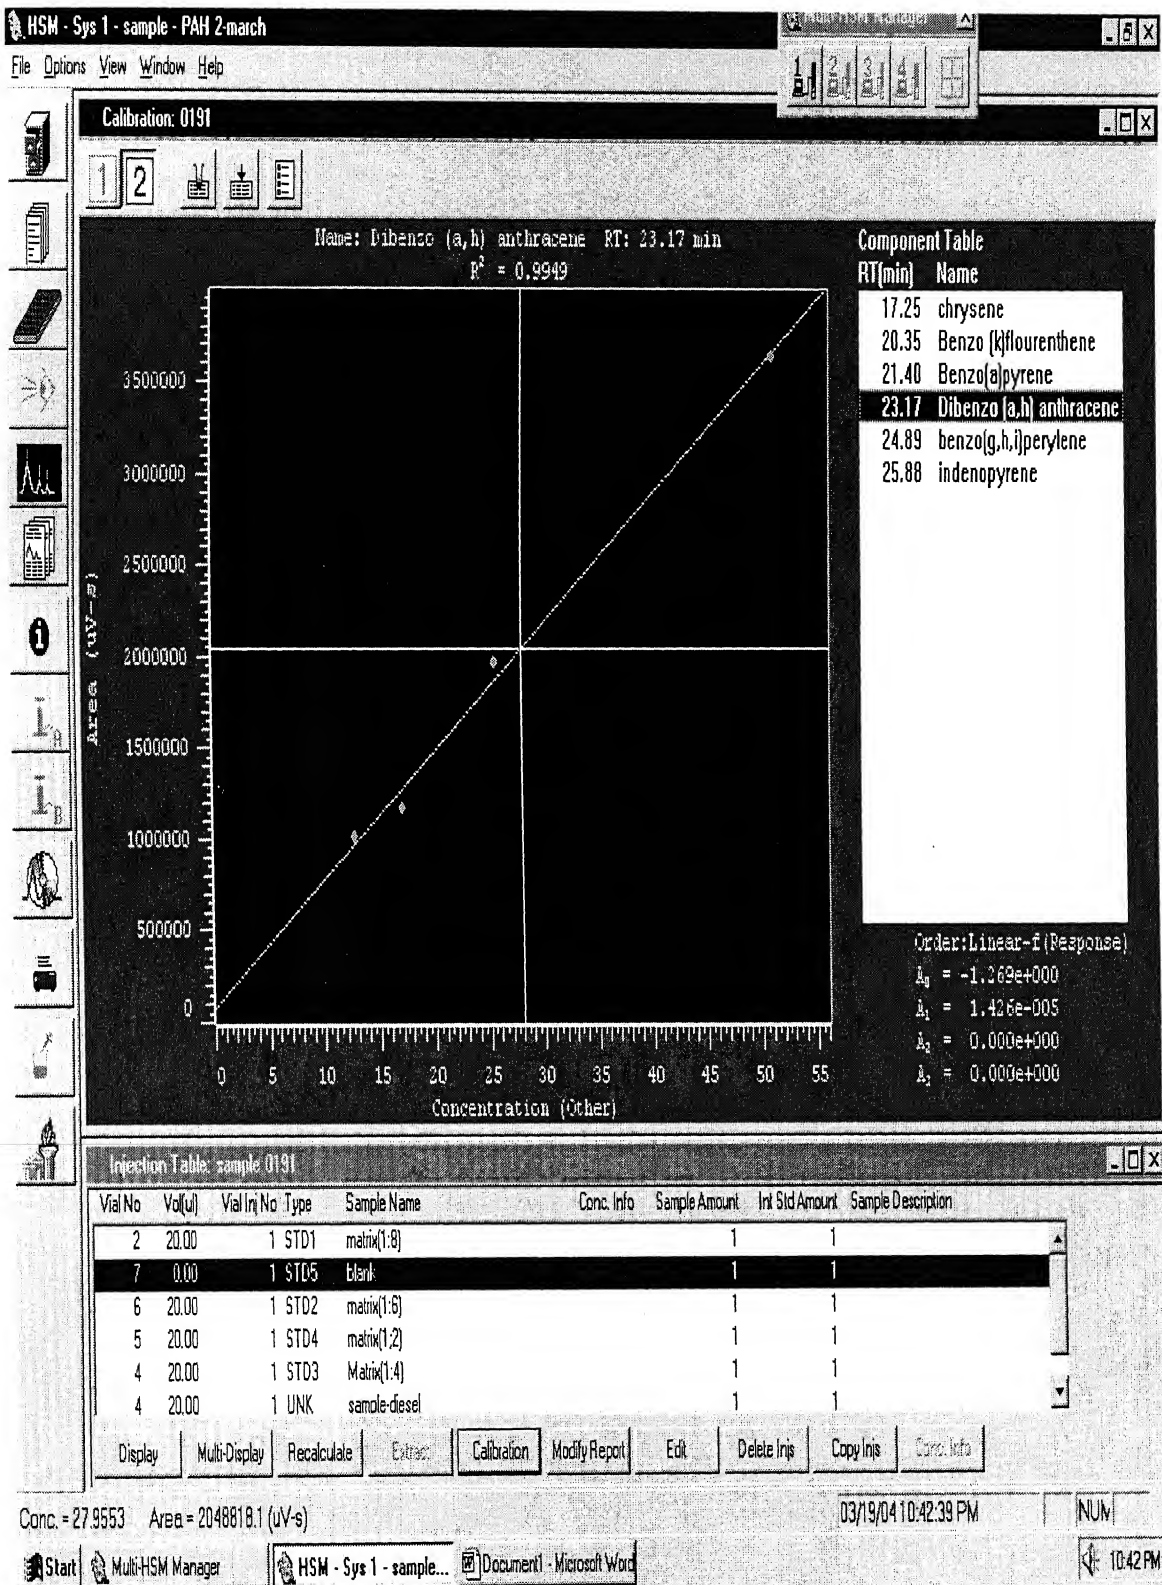 HSM - Sys 1 - sample - PAH 2-march
Multi-HSM Manager
File Options View Window Help
1 2 3 4
Calibration: 0191
1 2
Name: Dibenzo (a,h) anthracene RT: 23.17 min
R² = 0.9949
Area (uV-s)
3500000
3000000
2500000
2000000
1500000
1000000
500000
0
0 5 10 15 20 25 30 35 40 45 50 55
Concentration (Other)
Component Table
RT(min) Name
17.25 chrysene
20.35 Benzo (k)flourenthene
21.40 Benzo(a)pyrene
23.17 Dibenzo (a,h) anthracene
24.89 benzo(g,h,i)perylene
25.88 indenopyrene
Order:Linear-f(Response)
A₀ = -1.269e+000
A₁ = 1.426e-005
A₂ = 0.000e+000
A₃ = 0.000e+000
A
B
Injection Table: sample 0191
Vial No Vol(ul) Vial Inj No Type Sample Name Conc. Info Sample Amount Int Std Amount Sample Description
2 20.00 1 STD1 matrix(1:8) 1 1
7 0.00 1 STD5 blank 1 1
6 20.00 1 STD2 matrix(1:6) 1 1
5 20.00 1 STD4 matrix(1;2) 1 1
4 20.00 1 STD3 Matrix(1:4) 1 1
4 20.00 1 UNK sample-diesel 1 1
Display Multi-Display Recalculate Extract Calibration Modify Report Edit Delete Injs Copy Injs Conc. Info
Conc. = 27.9553 Area = 2048818.1 (uV-s) 03/19/04 10:42:39 PM NUM
Start Multi-HSM Manager HSM - Sys 1 - sample... Document1 - Microsoft Word 10:42 PM